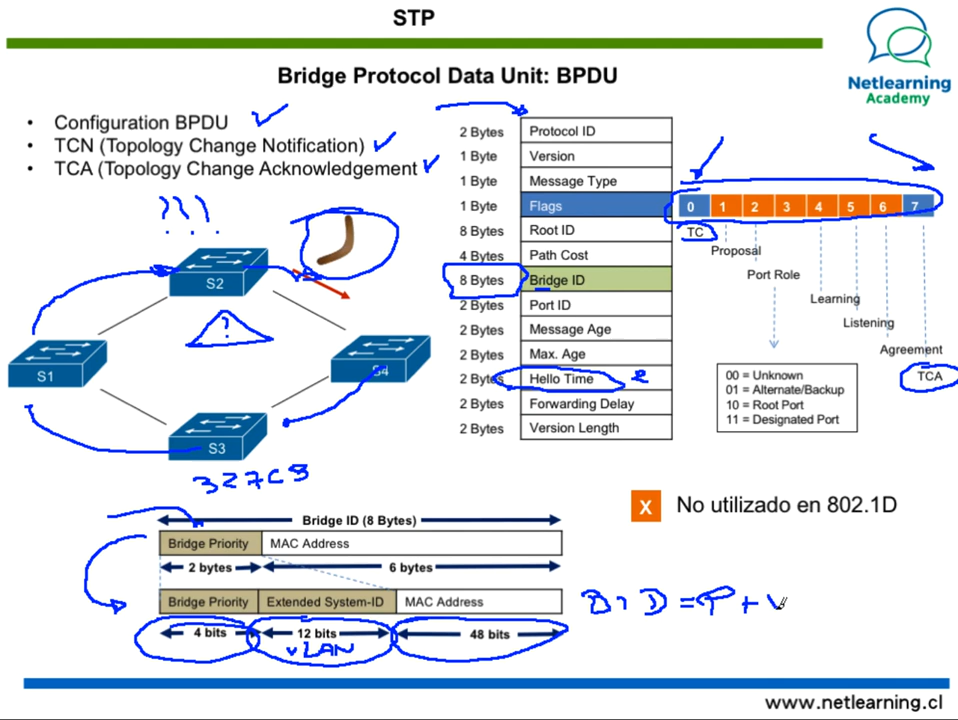 STP
Netlearning
Academy
Bridge Protocol Data Unit: BPDU
• Configuration BPDU
• TCN (Topology Change Notification)
• TCA (Topology Change Acknowledgement
2 Bytes Protocol ID
1 Byte Version
1 Byte Message Type
1 Byte Flags 0 1 2 3 4 5 6 7
8 Bytes Root ID
4 Bytes Path Cost
8 Bytes Bridge ID
2 Bytes Port ID
2 Bytes Message Age
2 Bytes Max. Age
2 Bytes Hello Time
2 Bytes Forwarding Delay
2 Bytes Version Length
TC
Proposal
Port Role
Learning
Listening
Agreement
TCA
00 = Unknown
01 = Alternate/Backup
10 = Root Port
11 = Designated Port
???
S2
?
S1
S4
S3
X No utilizado en 802.1D
Bridge ID (8 Bytes)
Bridge Priority MAC Address
2 bytes 6 bytes
Bridge Priority Extended System-ID MAC Address
4 bits 12 bits 48 bits
VLAN
BID = P +
www.netlearning.cl